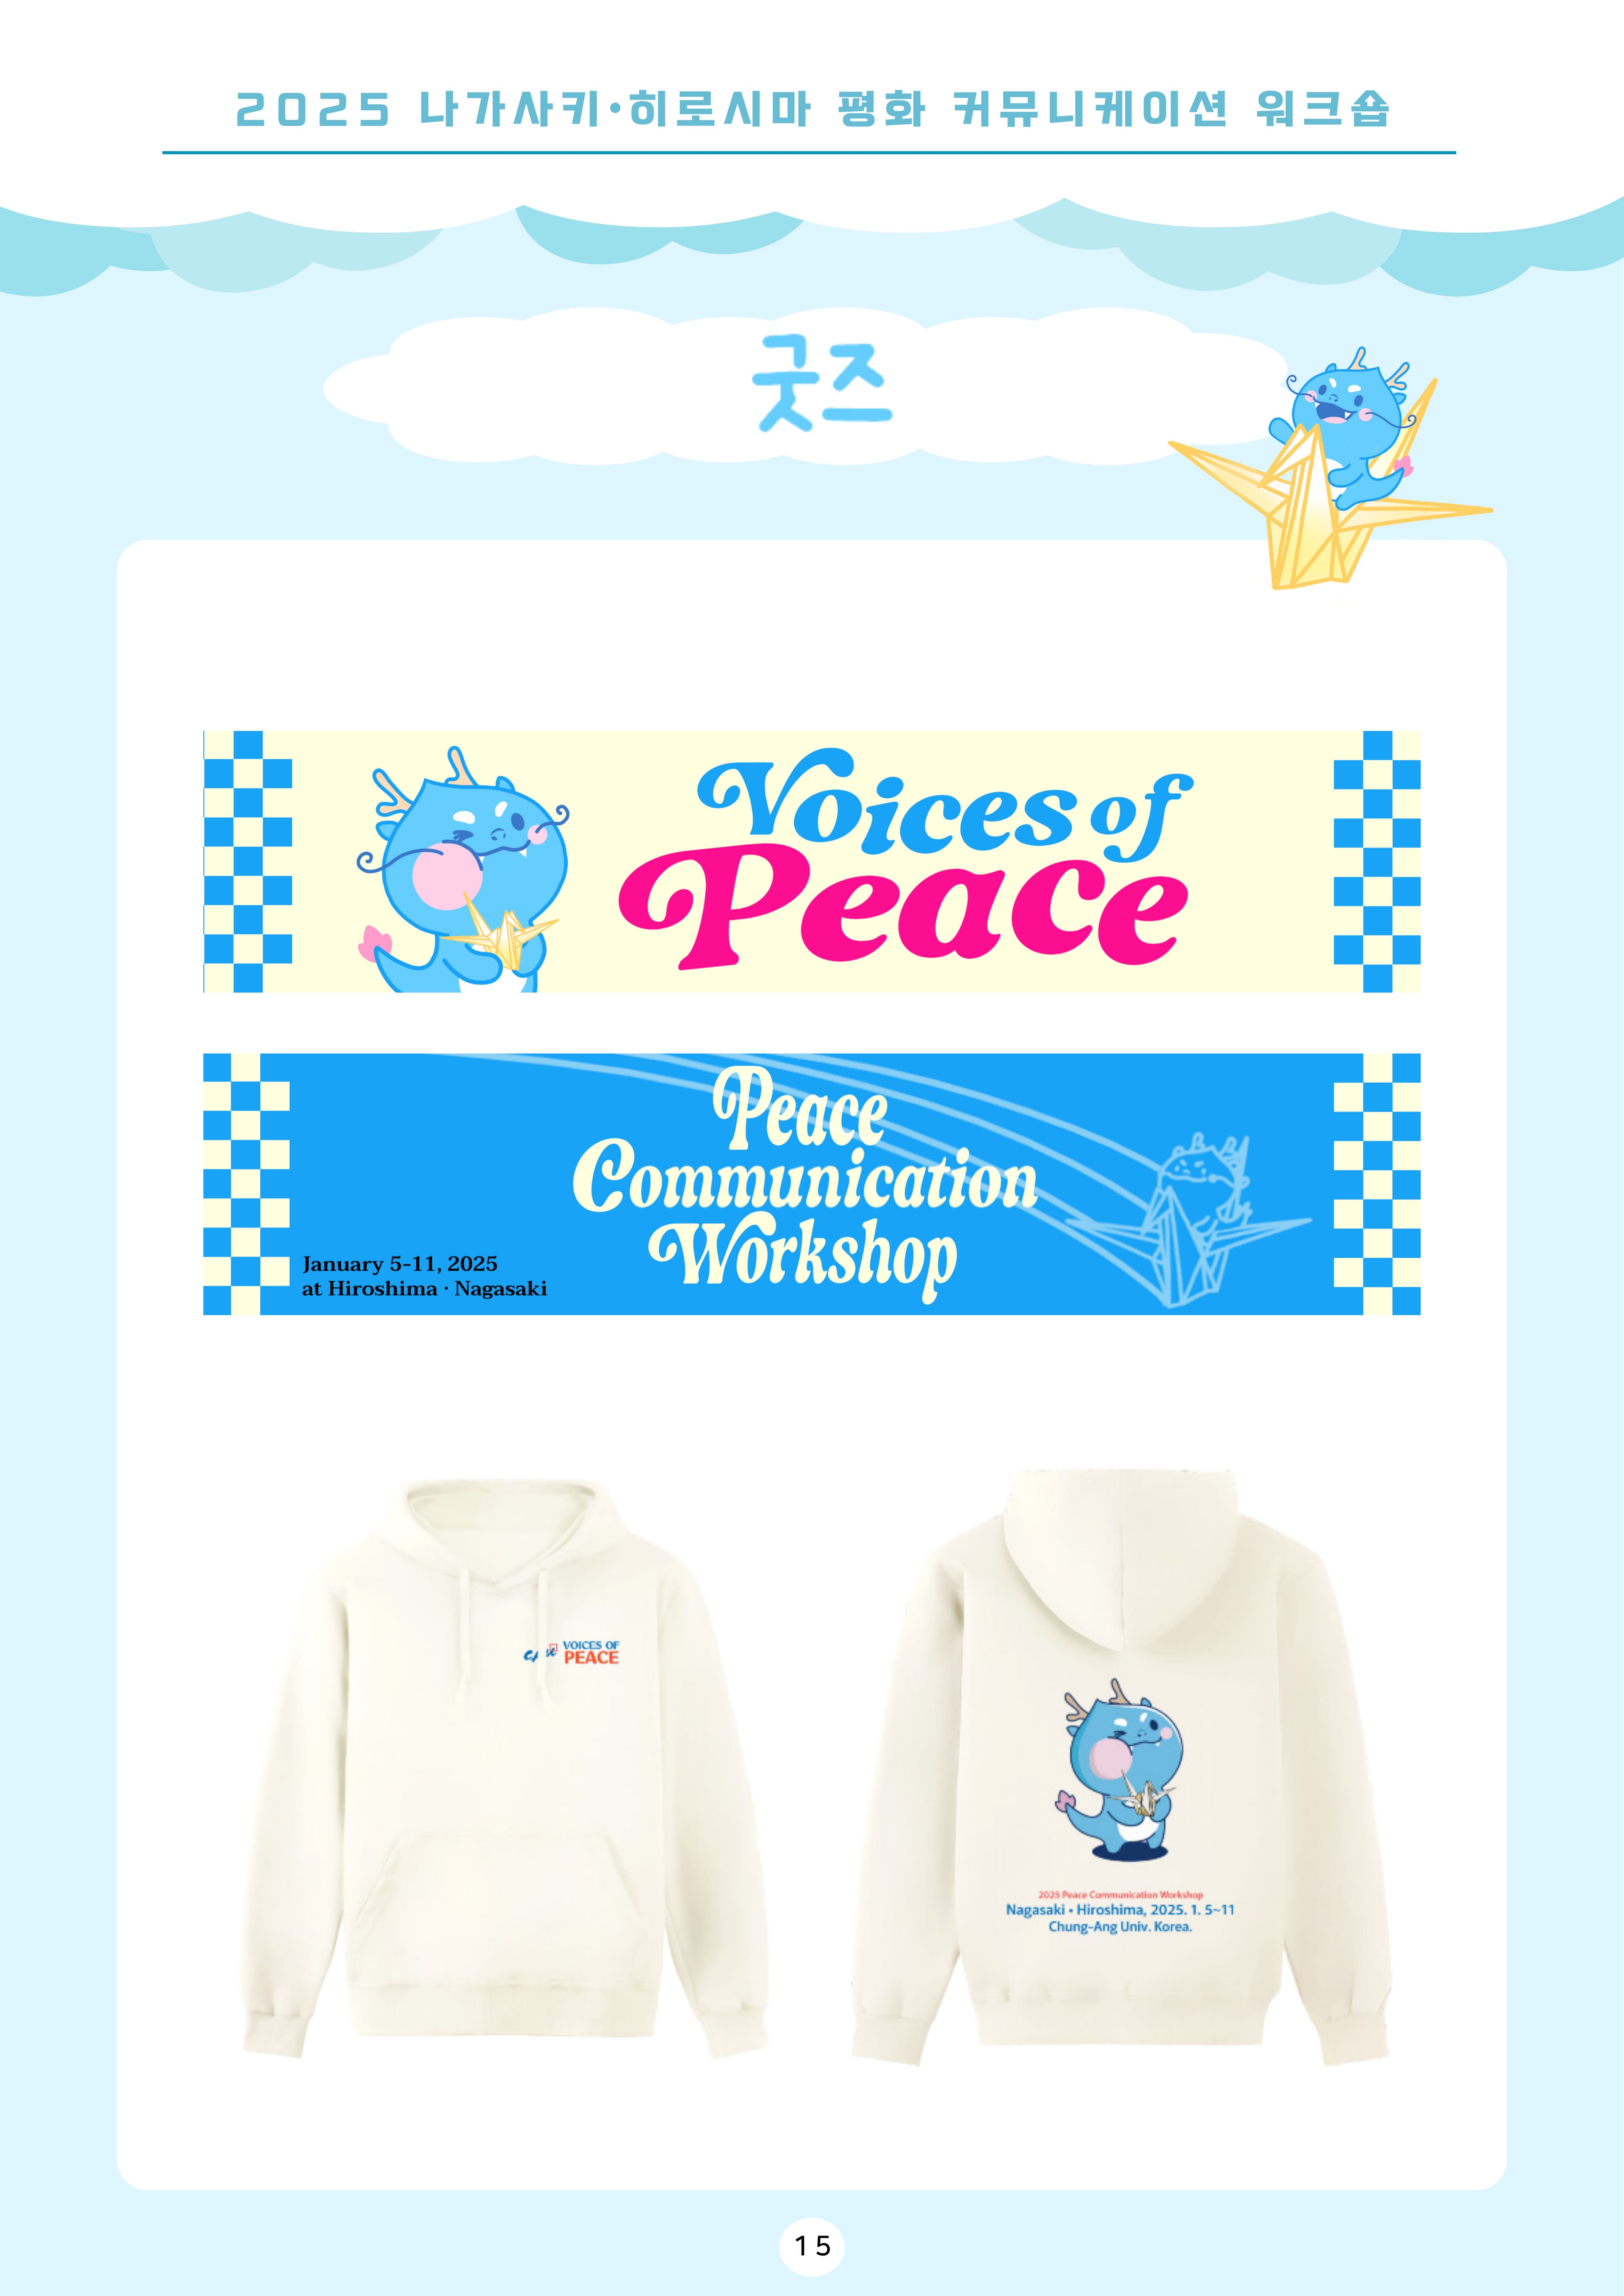 2025 나가사키•히로시마 평화 커뮤니케이션 워크숍
굿즈
Voices of
Peace
Peace
Communication
Workshop
January 5-11, 2025
at Hiroshima · Nagasaki
CAU
VOICES OF
PEACE
2025 Peace Communication Workshop
Nagasaki • Hiroshima, 2025. 1. 5~11
Chung-Ang Univ. Korea.
15